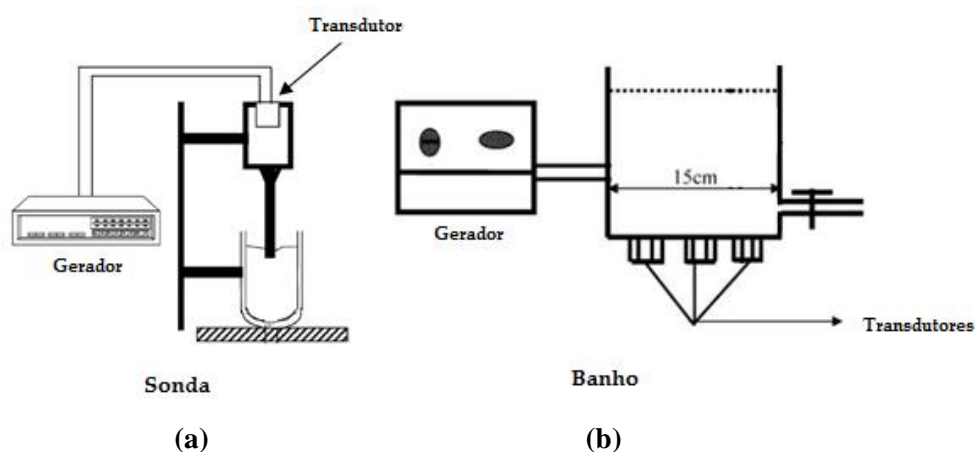 Transdutor
Gerador
Sonda
(a)
15cm
Gerador
Transdutores
Banho
(b)